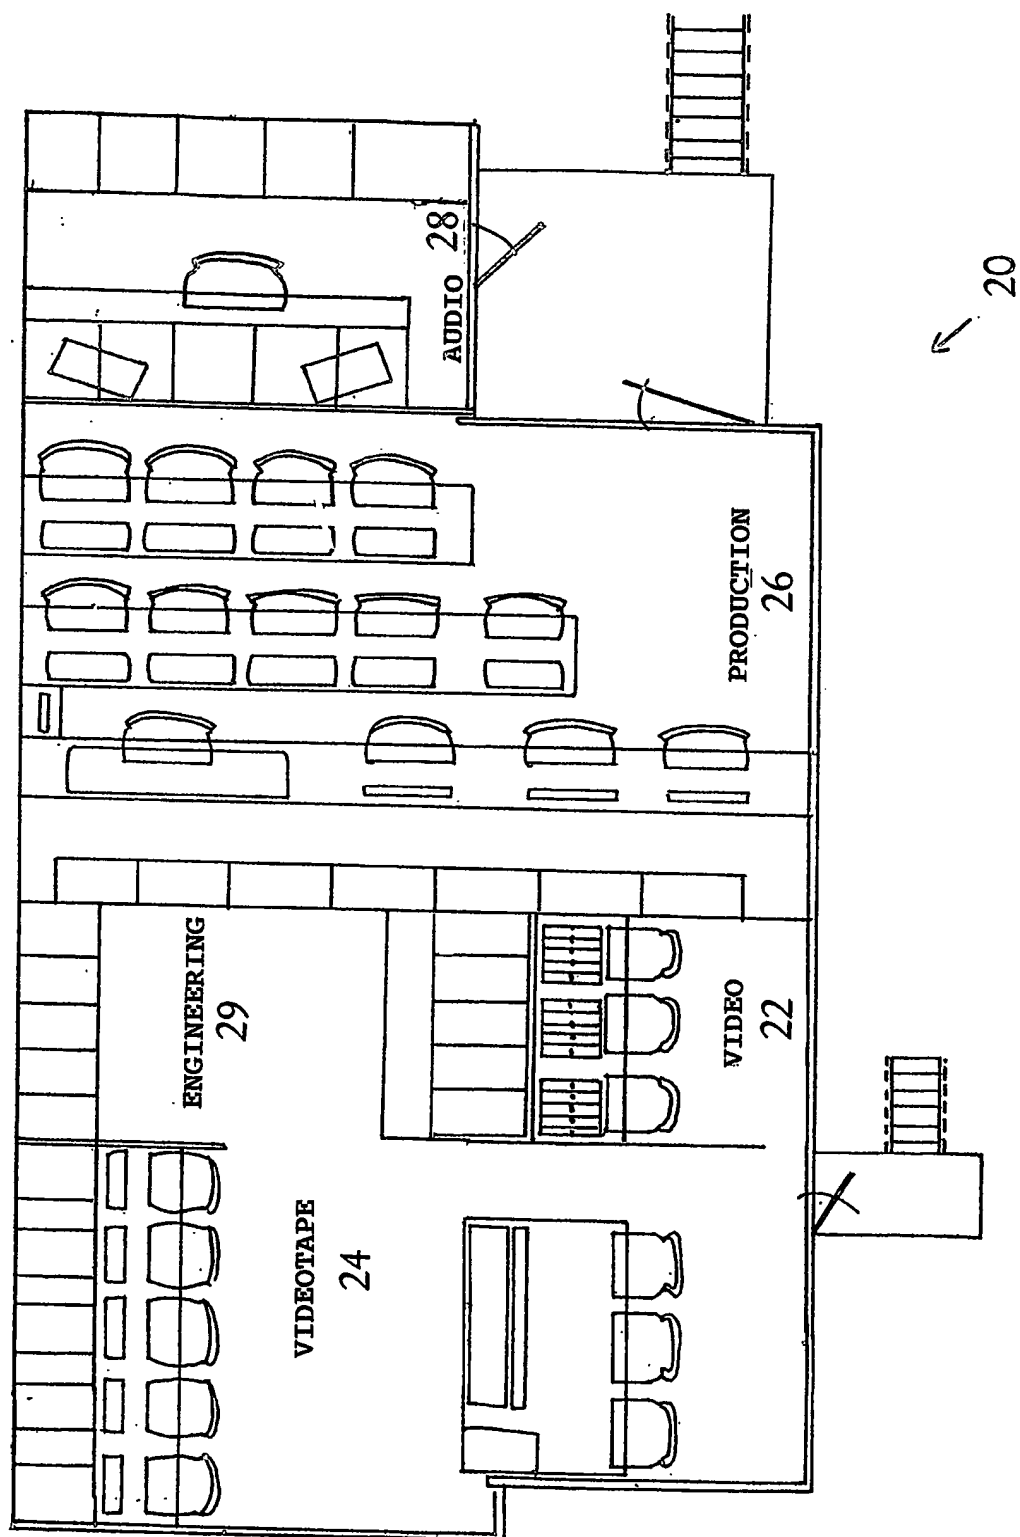 AUDIO
28
20
PRODUCTION
26
ENGINEERING
29
VIDEO
22
VIDEOTAPE
24